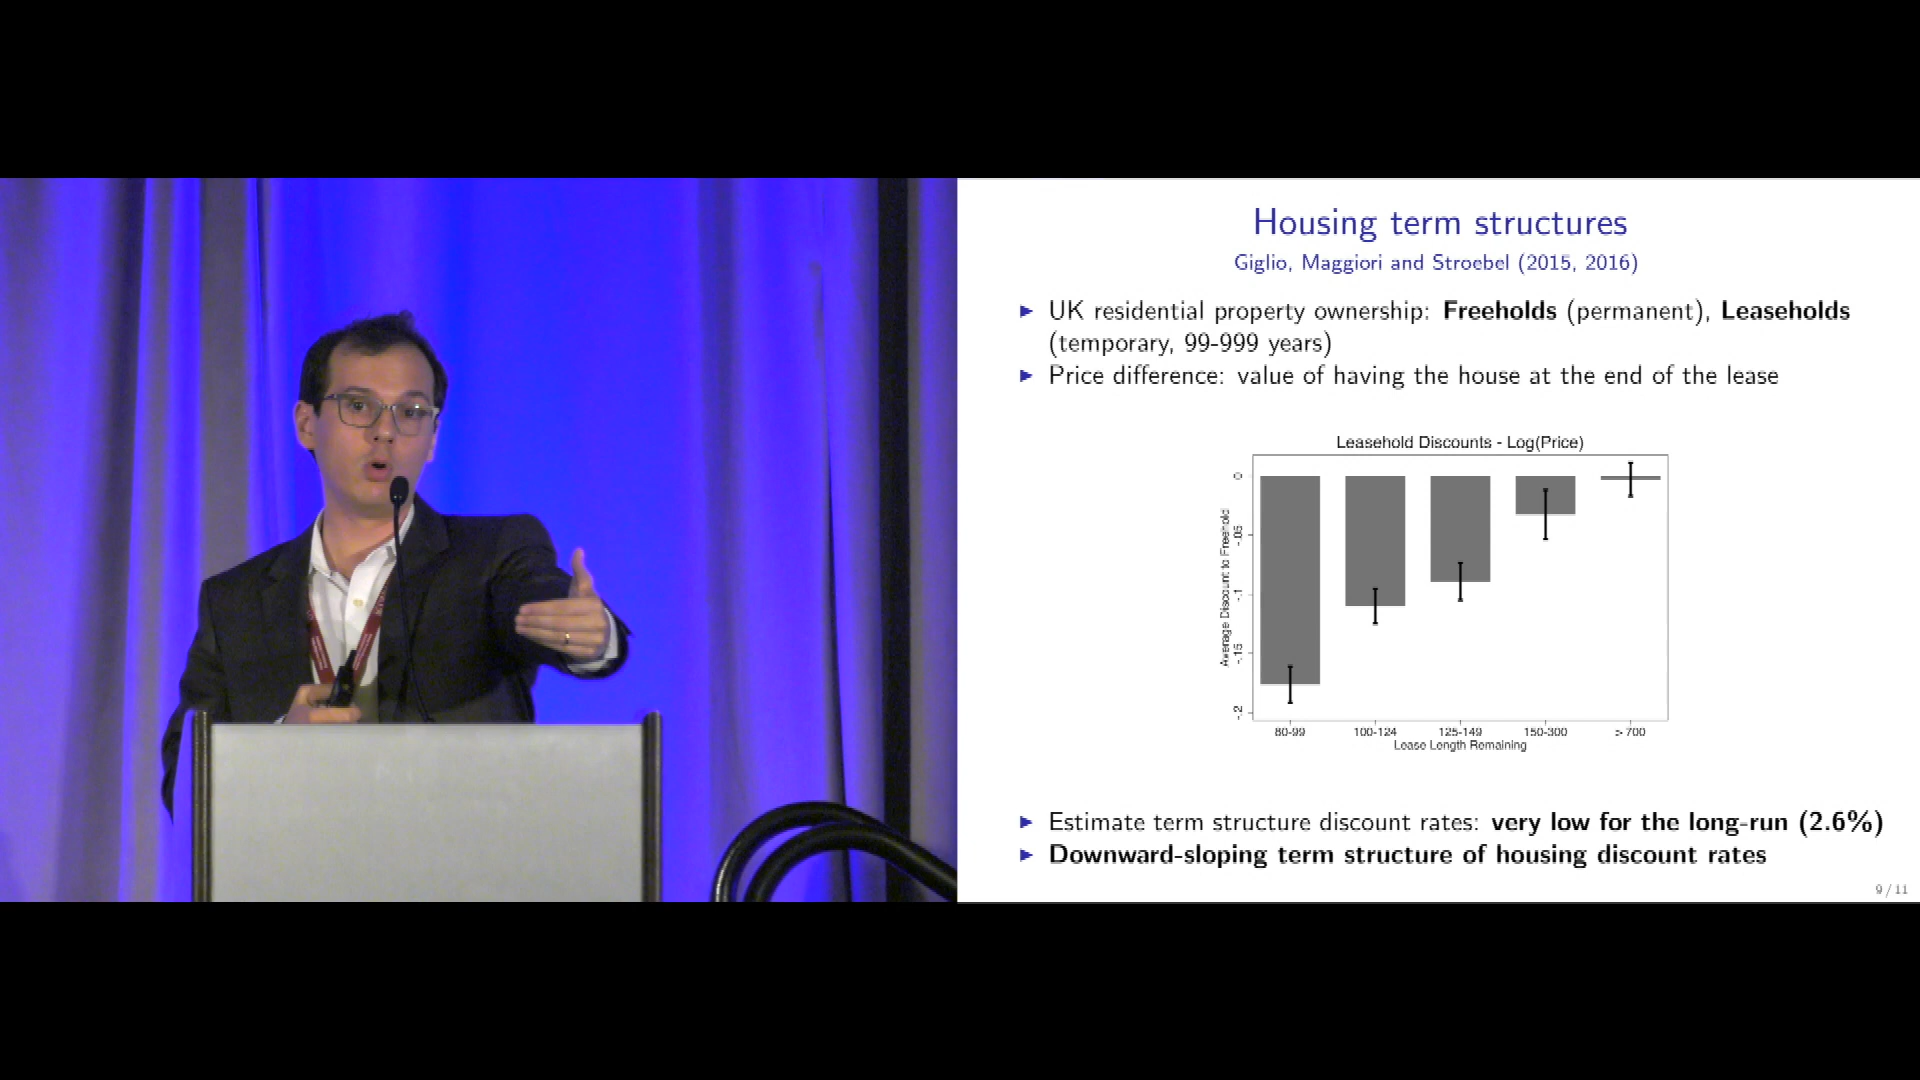 Housing term structures
Giglio, Maggiori and Stroebel (2015, 2016)
► UK residential property ownership: Freeholds (permanent), Leaseholds
(temporary, 99-999 years)
► Price difference: value of having the house at the end of the lease
Leasehold Discounts - Log(Price)
Average Discount to Freehold
0
-.05
-.1
-.15
-.2
80-99 100-124 125-149 150-300 > 700
Lease Length Remaining
► Estimate term structure discount rates: very low for the long-run (2.6%)
► Downward-sloping term structure of housing discount rates
9 / 11